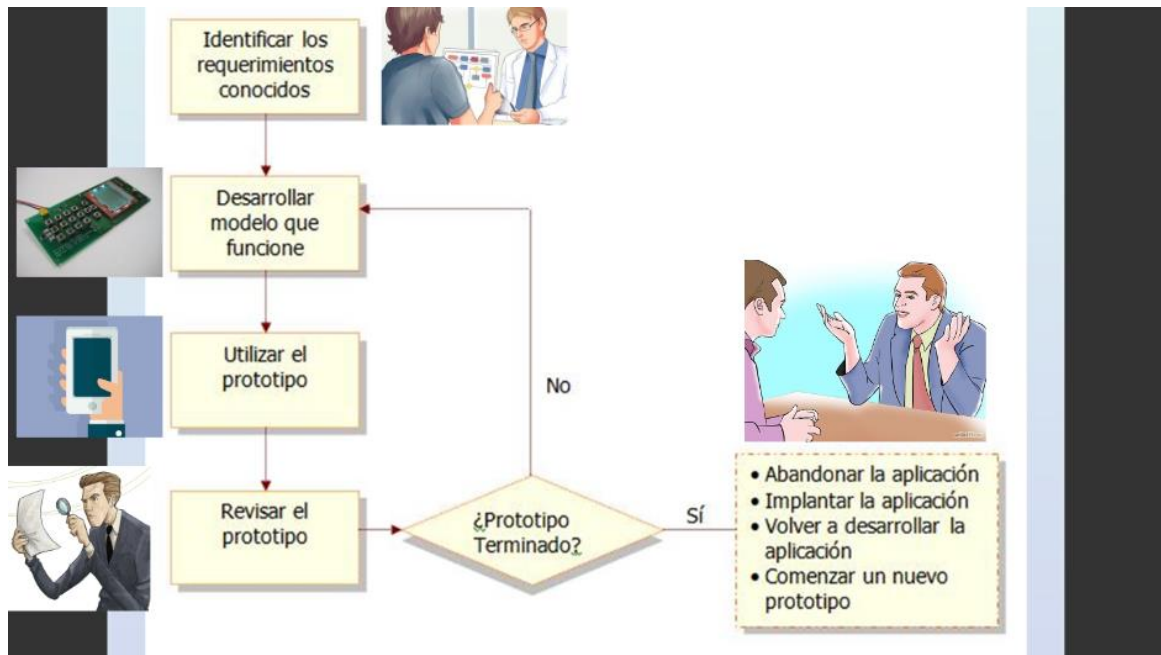 Identificar los
requerimientos
conocidos
Desarrollar
modelo que
funcione
Utilizar el
prototipo
No
Revisar el
prototipo
¿Prototipo
Terminado?
Sí
• Abandonar la aplicación
• Implantar la aplicación
• Volver a desarrollar la
aplicación
• Comenzar un nuevo
prototipo